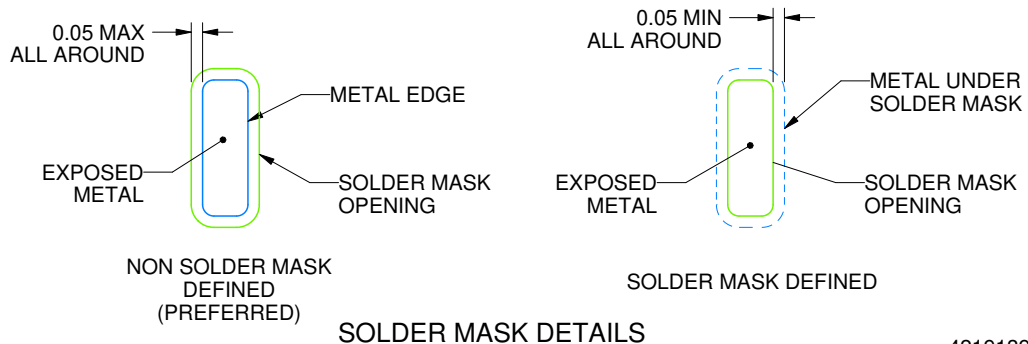 0.05 MAX
ALL AROUND
METAL EDGE
EXPOSED
METAL
SOLDER MASK
OPENING
NON SOLDER MASK
DEFINED
(PREFERRED)
0.05 MIN
ALL AROUND
METAL UNDER
SOLDER MASK
EXPOSED
METAL
SOLDER MASK
OPENING
SOLDER MASK DEFINED
SOLDER MASK DETAILS